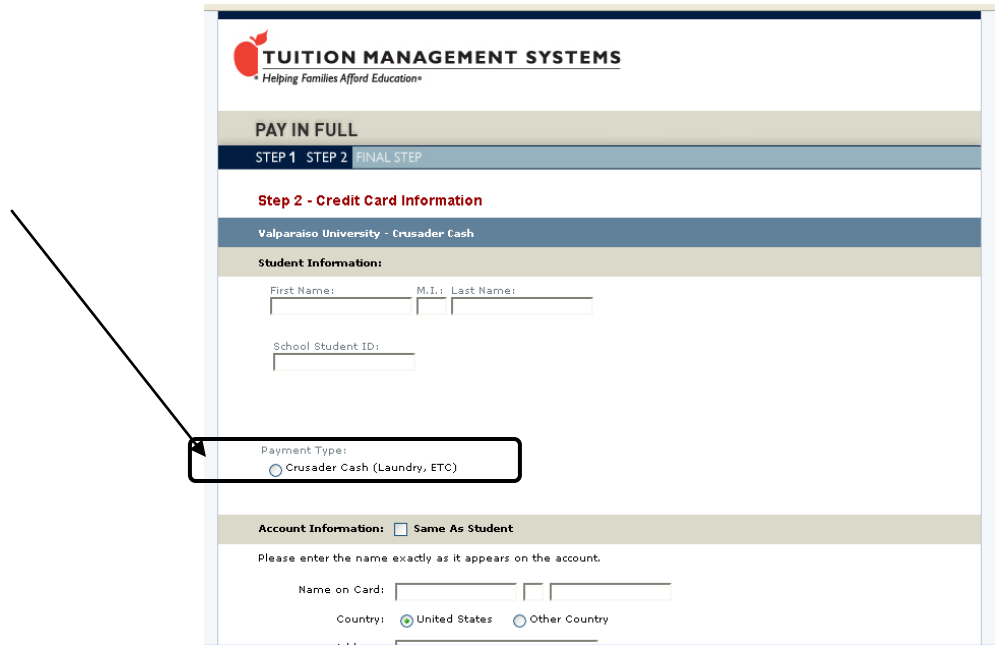 TUITION MANAGEMENT SYSTEMS
Helping Families Afford Education
PAY IN FULL
STEP 1 STEP 2 FINAL STEP
Step 2 - Credit Card Information
Valparaiso University - Crusader Cash
Student Information:
First Name: M.I.: Last Name:
School Student ID:
Payment Type:
Crusader Cash (Laundry, ETC)
Account Information: Same As Student
Please enter the name exactly as it appears on the account.
Name on Card:
Country: United States Other Country